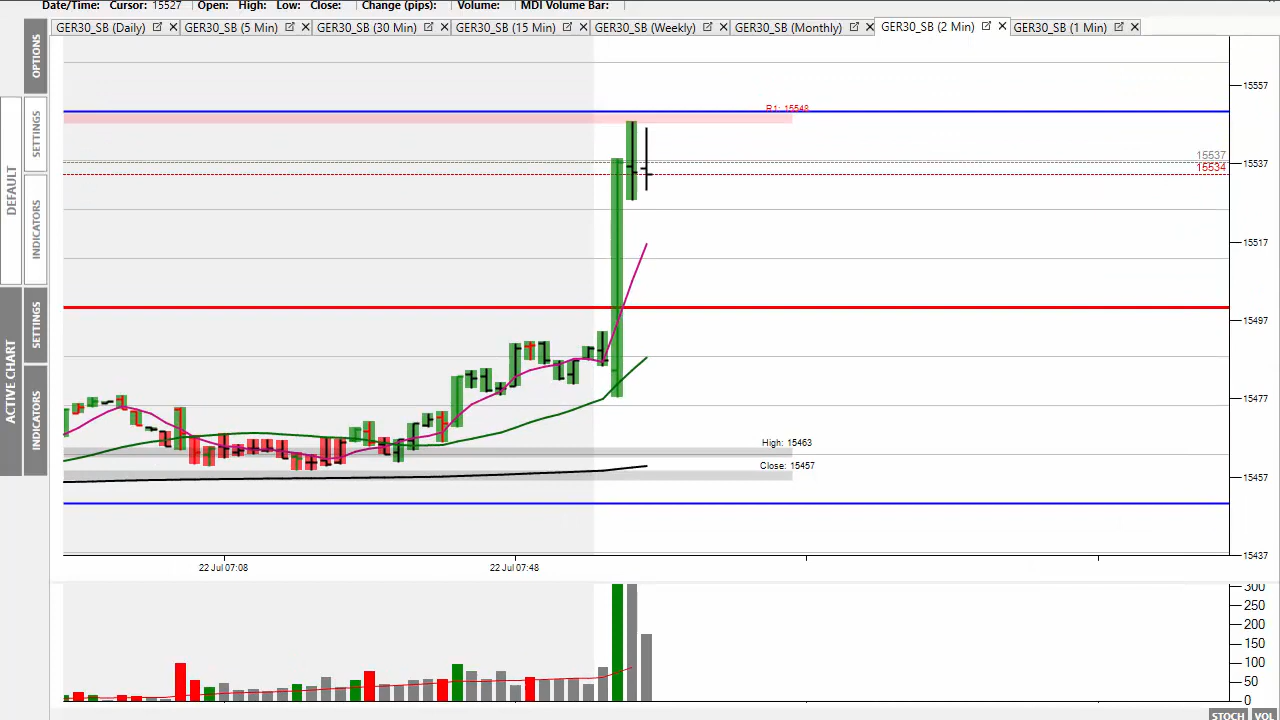 Date/Time: Cursor: 15527 Open: High: Low: Close: Change (pips): Volume: MDI Volume Bar:
GER30_SB (Daily) GER30_SB (5 Min) GER30_SB (30 Min) GER30_SB (15 Min) GER30_SB (Weekly) GER30_SB (Monthly) GER30_SB (2 Min) GER30_SB (1 Min)
OPTIONS
DEFAULT
SETTINGS
INDICATORS
ACTIVE CHART
SETTINGS
INDICATORS
R1: 15548
15557
15537
15537
15534
15517
15497
15477
High: 15463
Close: 15457
15457
15437
22 Jul 07:08 22 Jul 07:48
300
250
200
150
100
50
0
STOCH VOL